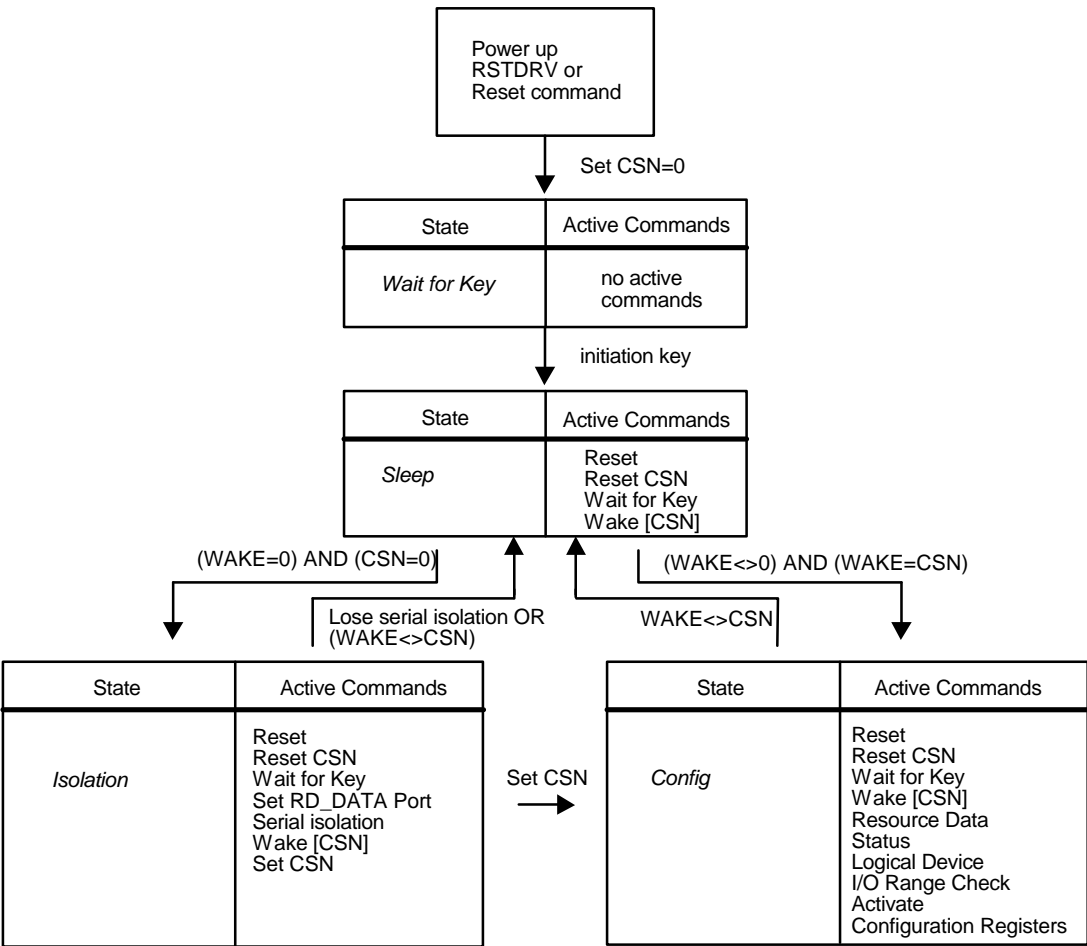 Power up
RSTDRV or
Reset command
Set CSN=0
State Active Commands
Wait for Key no active
commands
initiation key
State Active Commands
Sleep Reset
Reset CSN
Wait for Key
Wake [CSN]
(WAKE=0) AND (CSN=0)
(WAKE<>0) AND (WAKE=CSN)
Lose serial isolation OR
(WAKE<>CSN)
WAKE<>CSN
State Active Commands
Isolation
Reset
Reset CSN
Wait for Key
Set RD_DATA Port
Serial isolation
Wake [CSN]
Set CSN
Set CSN
State Active Commands
Config
Reset
Reset CSN
Wait for Key
Wake [CSN]
Resource Data
Status
Logical Device
I/O Range Check
Activate
Configuration Registers